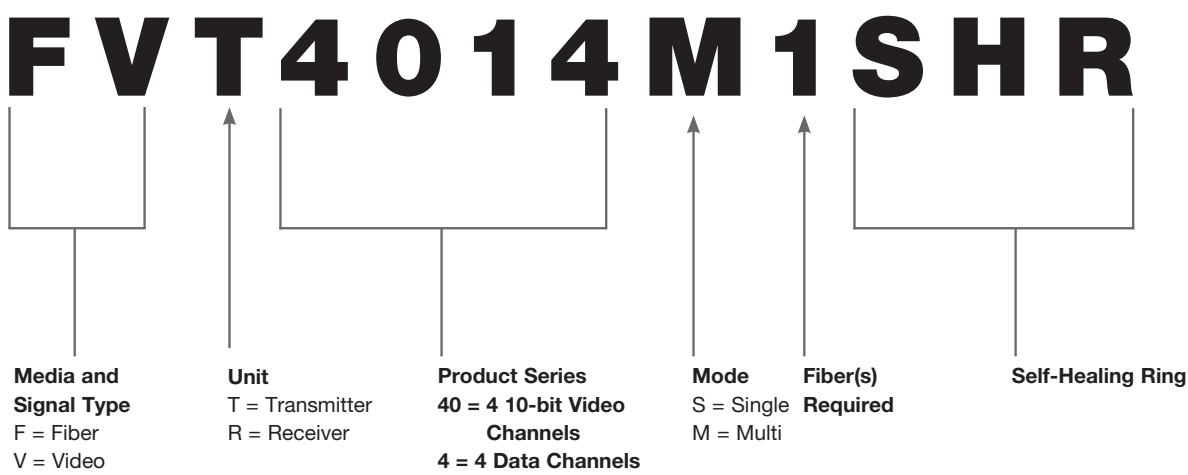 FVT4014M1SHR
Media and
Signal Type
F = Fiber
V = Video
Unit
T = Transmitter
R = Receiver
Product Series
40 = 4 10-bit Video
Channels
4 = 4 Data Channels
Mode
S = Single
M = Multi
Fiber(s)
Required
Self-Healing Ring